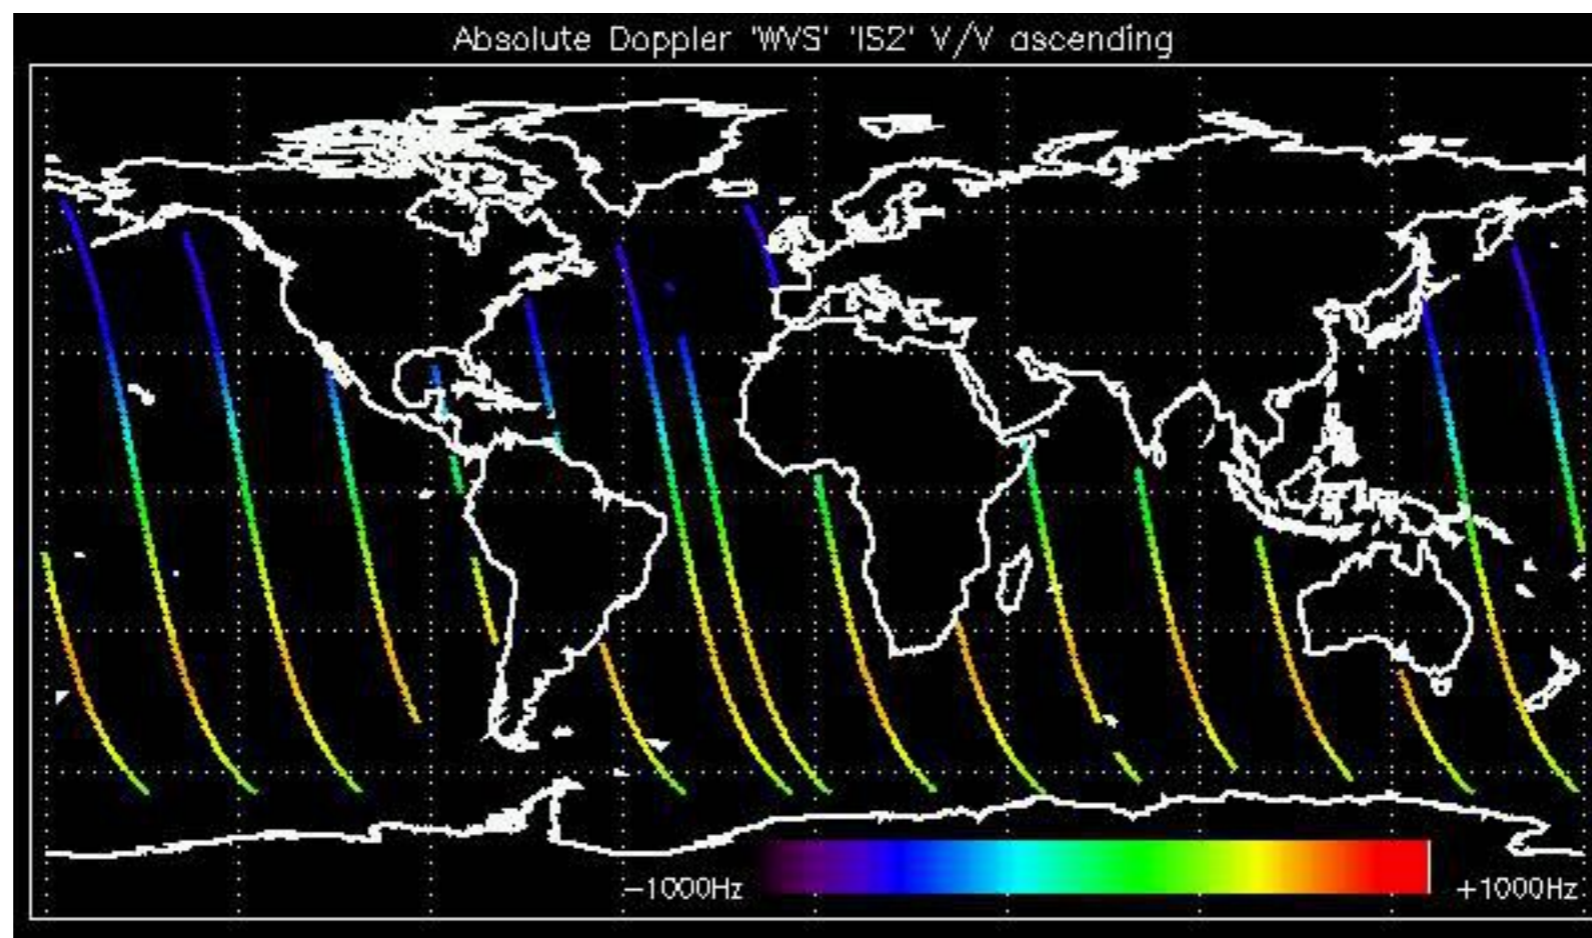 Absolute Doppler 'WVS' 'IS2' V/V ascending
-1000Hz +1000Hz